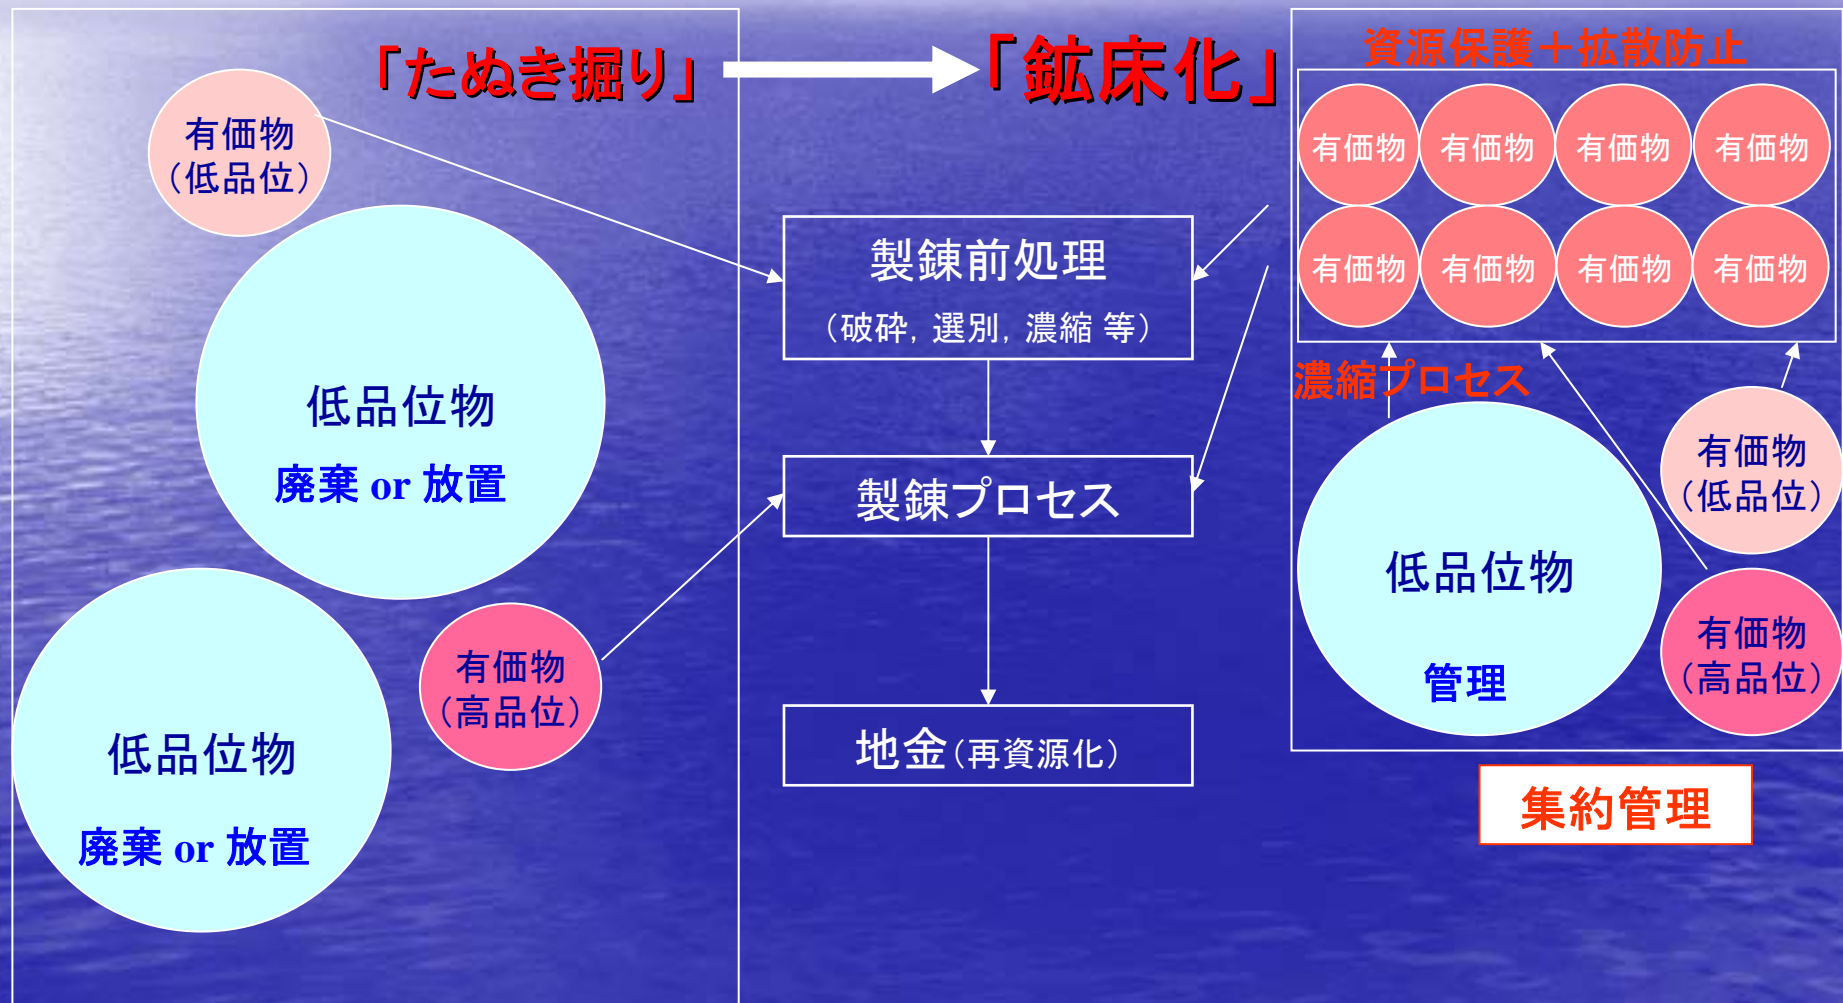 「たぬき掘り」
「鉱床化」
有価物
（低品位）
低品位物
廃棄 or 放置
有価物
（高品位）
低品位物
廃棄 or 放置
製錬前処理
（破砕，選別，濃縮 等）
製錬プロセス
地金（再資源化）
資源保護＋拡散防止
有価物 有価物 有価物 有価物
有価物 有価物 有価物 有価物
濃縮プロセス
有価物
（低品位）
低品位物
管理
有価物
（高品位）
集約管理